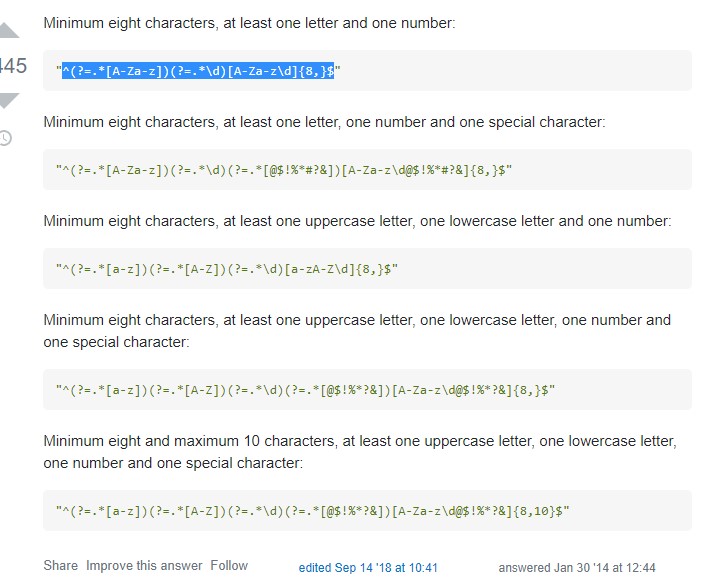 Minimum eight characters, at least one letter and one number:
445
"^(?=.*[A-Za-z])(?=.*\d)[A-Za-z\d]{8,}$"
Minimum eight characters, at least one letter, one number and one special character:
"^(?=.*[A-Za-z])(?=.*\d)(?=.*[@$!%*#?&])[A-Za-z\d@$!%*#?&]{8,}$"
Minimum eight characters, at least one uppercase letter, one lowercase letter and one number:
"^(?=.*[a-z])(?=.*[A-Z])(?=.*\d)[a-zA-Z\d]{8,}$"
Minimum eight characters, at least one uppercase letter, one lowercase letter, one number and
one special character:
"^(?=.*[a-z])(?=.*[A-Z])(?=.*\d)(?=.*[@$!%*?&])[A-Za-z\d@$!%*?&]{8,}$"
Minimum eight and maximum 10 characters, at least one uppercase letter, one lowercase letter,
one number and one special character:
"^(?=.*[a-z])(?=.*[A-Z])(?=.*\d)(?=.*[@$!%*?&])[A-Za-z\d@$!%*?&]{8,10}$"
Share Improve this answer Follow edited Sep 14 '18 at 10:41 answered Jan 30 '14 at 12:44